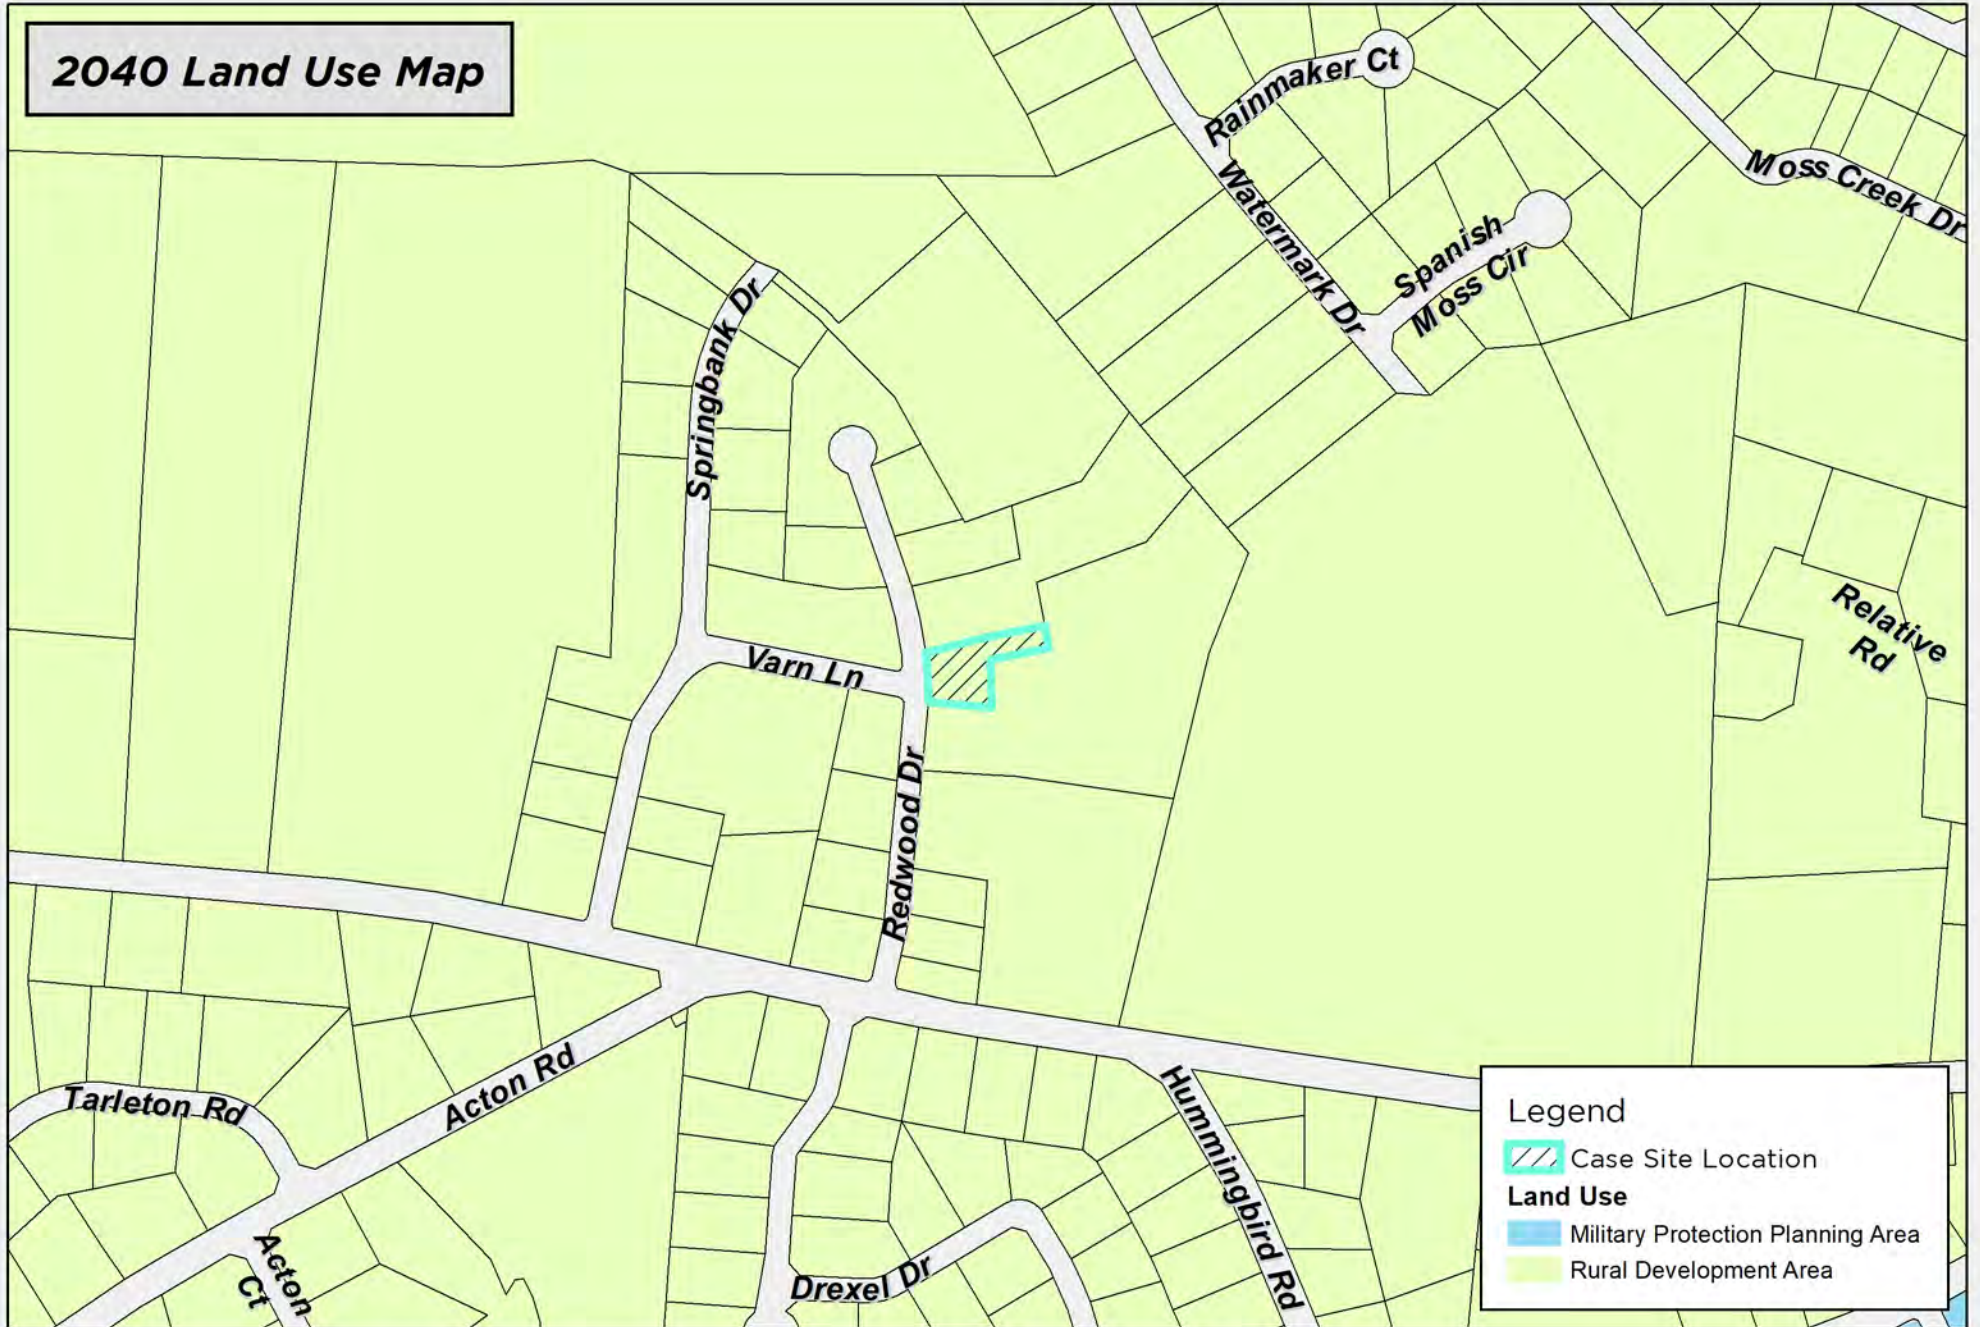 2040 Land Use Map
Rainmaker Ct
Moss Creek Dr
Watermark Dr
Spanish
Moss Cir
Springbank Dr
Relative
Rd
Varn Ln
Redwood Dr
Acton Rd
Tarleton Rd
Hummingbird Rd
Acton
Ct
Drexel Dr
Legend
Case Site Location
Land Use
Military Protection Planning Area
Rural Development Area